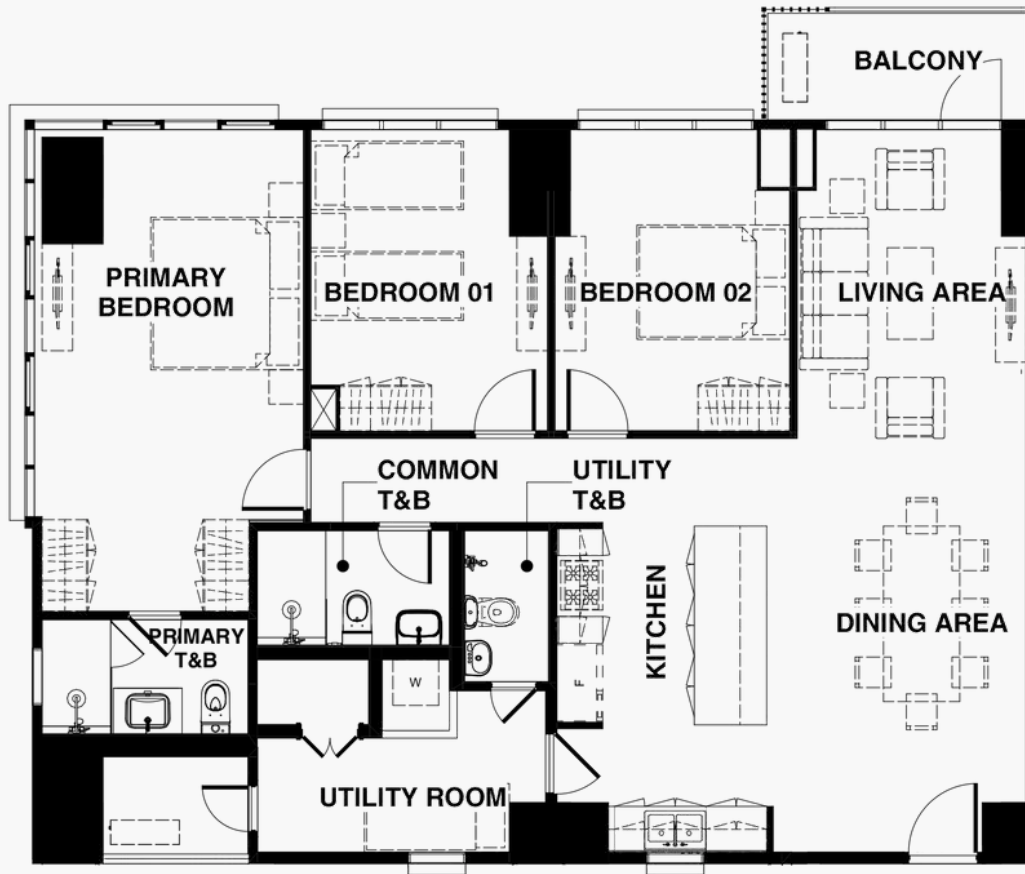 BALCONY
PRIMARY
BEDROOM
BEDROOM 01
BEDROOM 02
LIVING AREA
COMMON
T&B
UTILITY
T&B
KITCHEN
DINING AREA
PRIMARY
T&B
W
F
UTILITY ROOM